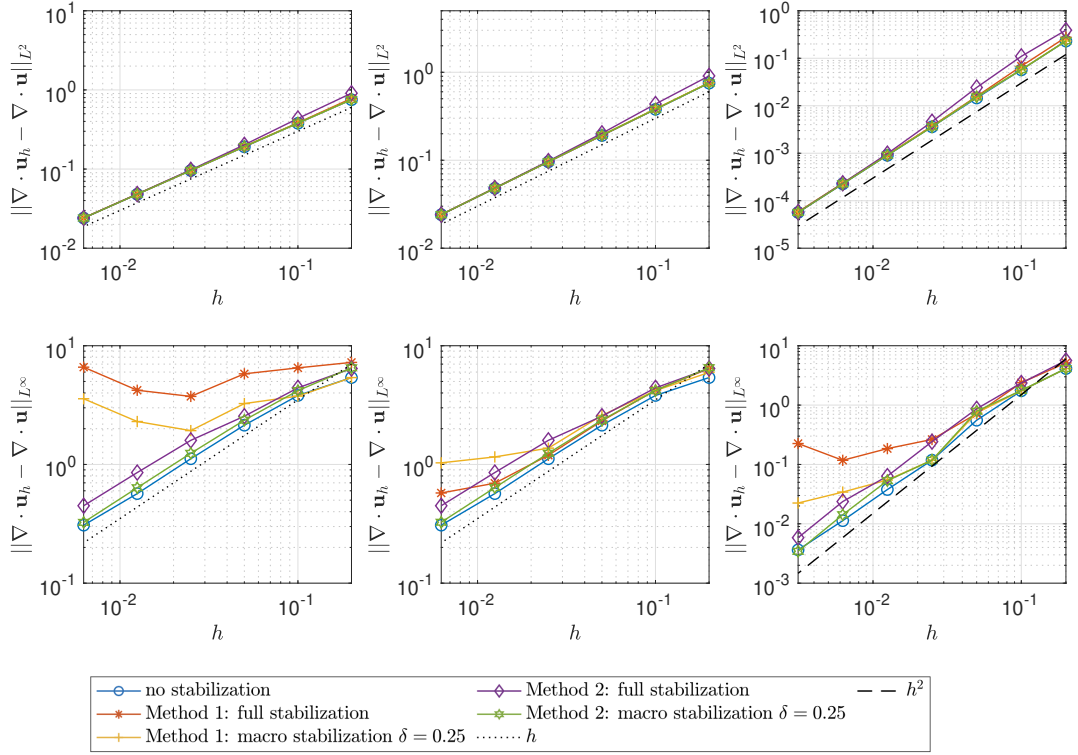 10^1
10^0
10^-1
10^-2
10^-2
10^-1
h
||∇ · u_h − ∇ · u||_{L^2}
10^0
10^-1
10^-2
10^-2
10^-1
h
||∇ · u_h − ∇ · u||_{L^2}
10^0
10^-1
10^-2
10^-3
10^-4
10^-5
10^-2
10^-1
h
||∇ · u_h − ∇ · u||_{L^2}
10^1
10^0
10^-1
10^-2
10^-1
h
||∇ · u_h − ∇ · u||_{L^∞}
10^1
10^0
10^-1
10^-2
10^-1
h
||∇ · u_h − ∇ · u||_{L^∞}
10^1
10^0
10^-1
10^-2
10^-3
10^-2
10^-1
h
||∇ · u_h − ∇ · u||_{L^∞}
no stabilization
Method 1: full stabilization
Method 1: macro stabilization δ = 0.25
Method 2: full stabilization
Method 2: macro stabilization δ = 0.25
h
h^2